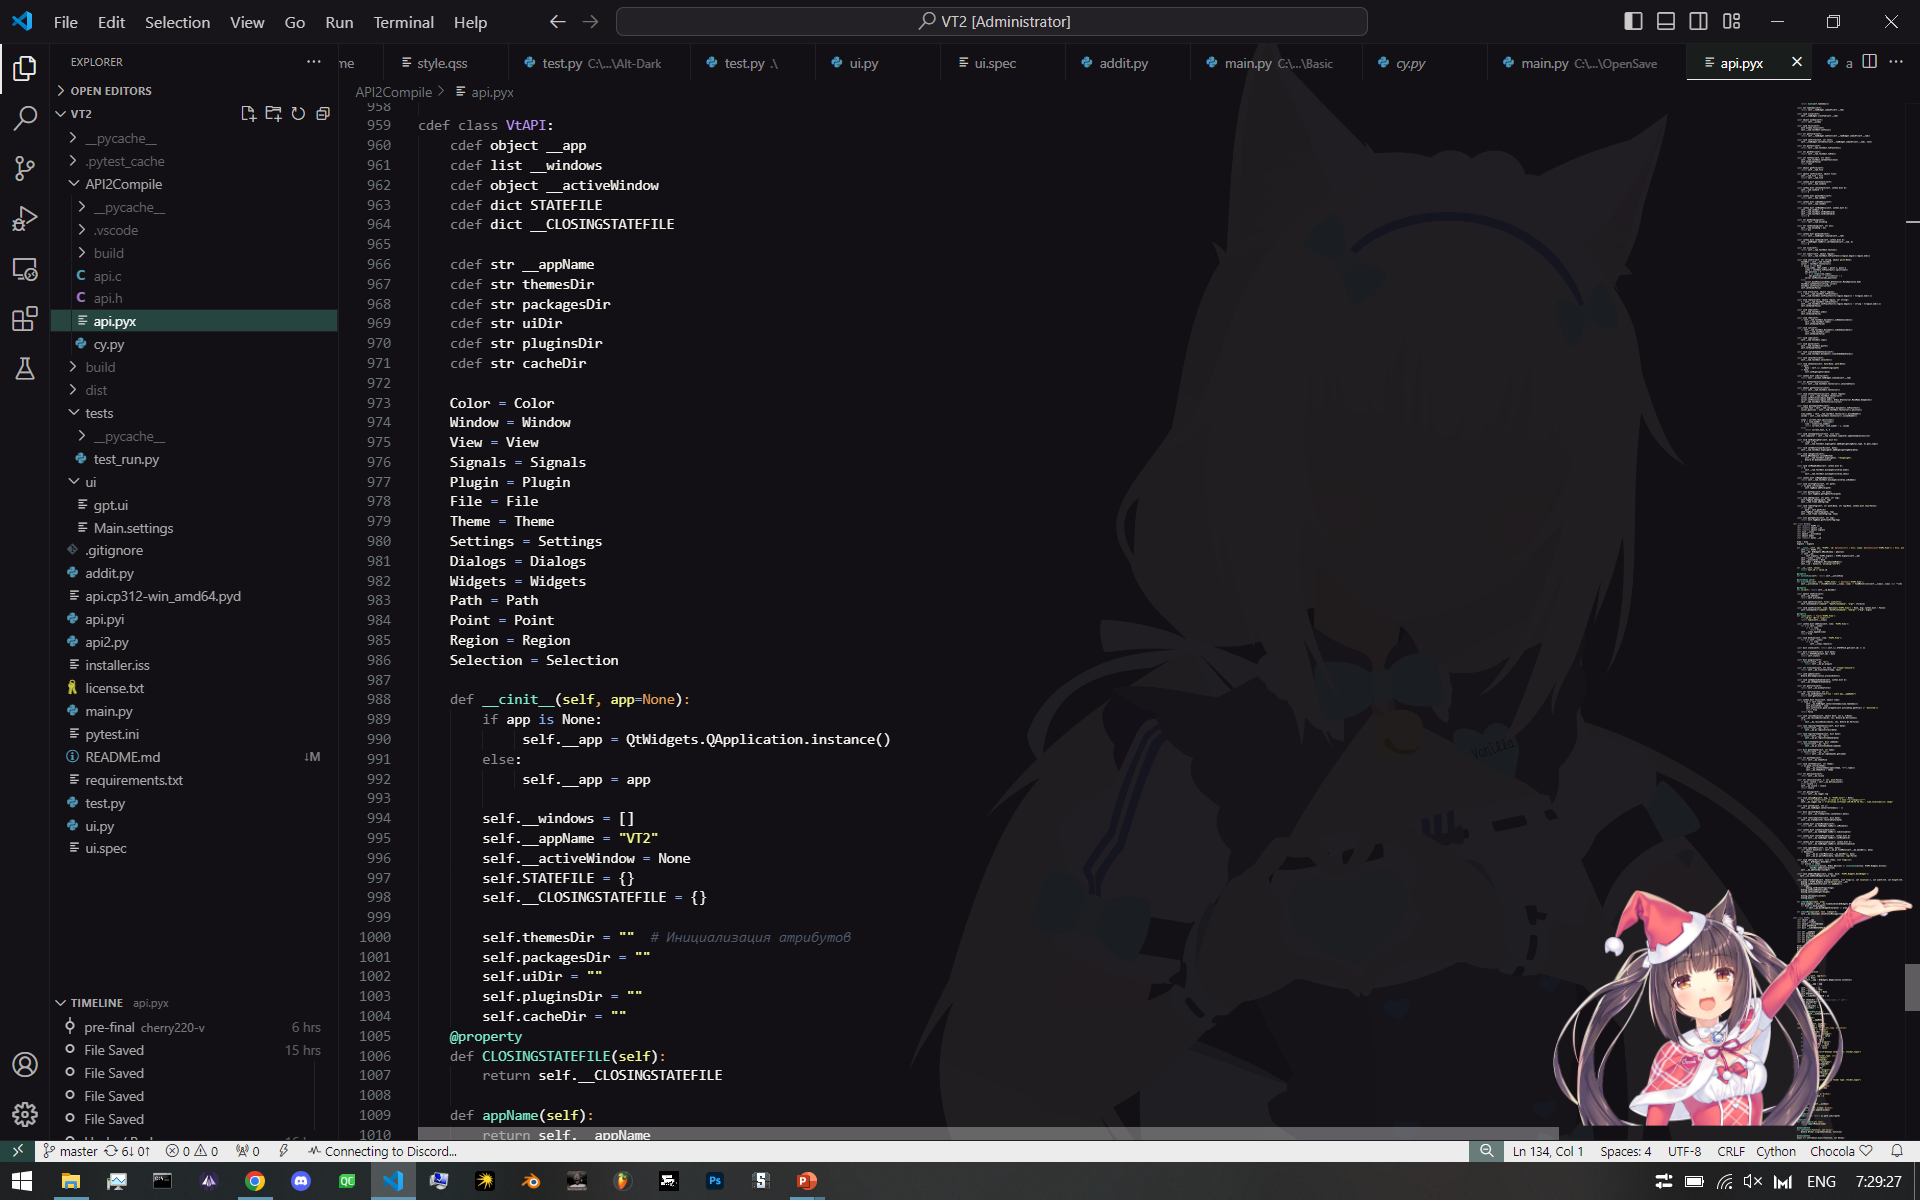 File Edit Selection View Go Run Terminal Help
VT2 [Administrator]
EXPLORER
me
style.qss
test.py C:\...\Alt-Dark
test.py .\
ui.py
ui.spec
addit.py
main.py C:\...\Basic
cy.py
main.py C:\...\OpenSave
api.pyx
a
OPEN EDITORS
VT2
__pycache__
.pytest_cache
API2Compile
__pycache__
.vscode
build
api.c
api.h
api.pyx
cy.py
build
dist
tests
__pycache__
test_run.py
ui
gpt.ui
Main.settings
.gitignore
addit.py
api.cp312-win_amd64.pyd
api.pyi
api2.py
installer.iss
license.txt
main.py
pytest.ini
README.md ↓M
requirements.txt
test.py
ui.py
ui.spec
TIMELINE api.pyx
pre-final cherry220-v 6 hrs
File Saved 15 hrs
File Saved
File Saved
File Saved
API2Compile > api.pyx
958
959 cdef class VtAPI:
960 cdef object __app
961 cdef list __windows
962 cdef object __activeWindow
963 cdef dict STATEFILE
964 cdef dict __CLOSINGSTATEFILE
965
966 cdef str __appName
967 cdef str themesDir
968 cdef str packagesDir
969 cdef str uiDir
970 cdef str pluginsDir
971 cdef str cacheDir
972
973 Color = Color
974 Window = Window
975 View = View
976 Signals = Signals
977 Plugin = Plugin
978 File = File
979 Theme = Theme
980 Settings = Settings
981 Dialogs = Dialogs
982 Widgets = Widgets
983 Path = Path
984 Point = Point
985 Region = Region
986 Selection = Selection
987
988 def __cinit__(self, app=None):
989 if app is None:
990 self.__app = QtWidgets.QApplication.instance()
991 else:
992 self.__app = app
993
994 self.__windows = []
995 self.__appName = "VT2"
996 self.__activeWindow = None
997 self.STATEFILE = {}
998 self.__CLOSINGSTATEFILE = {}
999
1000 self.themesDir = "" # Инициализация атрибутов
1001 self.packagesDir = ""
1002 self.uiDir = ""
1003 self.pluginsDir = ""
1004 self.cacheDir = ""
1005 @property
1006 def CLOSINGSTATEFILE(self):
1007 return self.__CLOSINGSTATEFILE
1008
1009 def appName(self):
1010 return self.__appName
Vanilla
master 6↓ 0↑ 0 0 0 Connecting to Discord...
Ln 134, Col 1 Spaces: 4 UTF-8 CRLF Cython Chocola ♡
QC
Ps
ENG 7:29:27